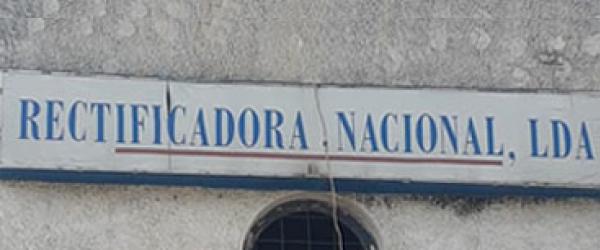 RECTIFICADORA NACIONAL, LDA